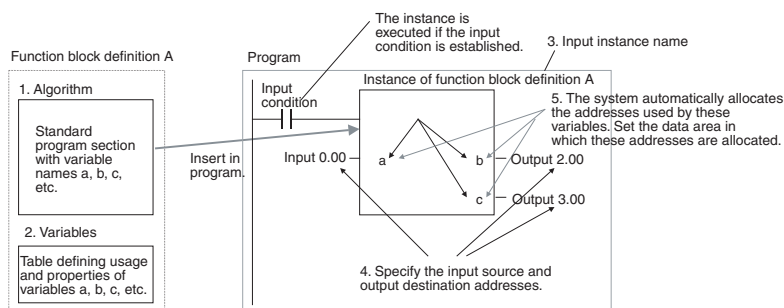 Function block definition A
1. Algorithm
Standard
program section
with variable
names a, b, c,
etc.
2. Variables
Table defining usage
and properties of
variables a, b, c, etc.
Insert in
program.
Program
The instance is
executed if the input
condition is established.
3. Input instance name
Input
condition
Instance of function block definition A
Input 0.00
a
b
Output 2.00
c
Output 3.00
5. The system automatically allocates
the addresses used by these
variables. Set the data area in
which these addresses are allocated.
4. Specify the input source and
output destination addresses.